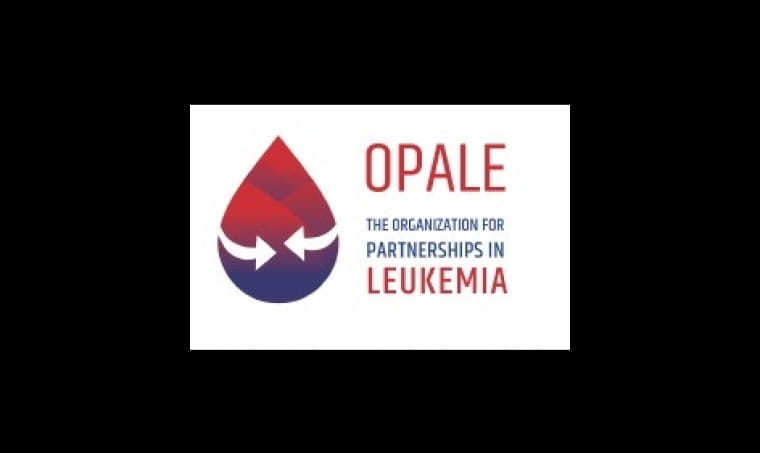 OPALE
THE ORGANIZATION FOR
PARTNERSHIPS IN
LEUKEMIA